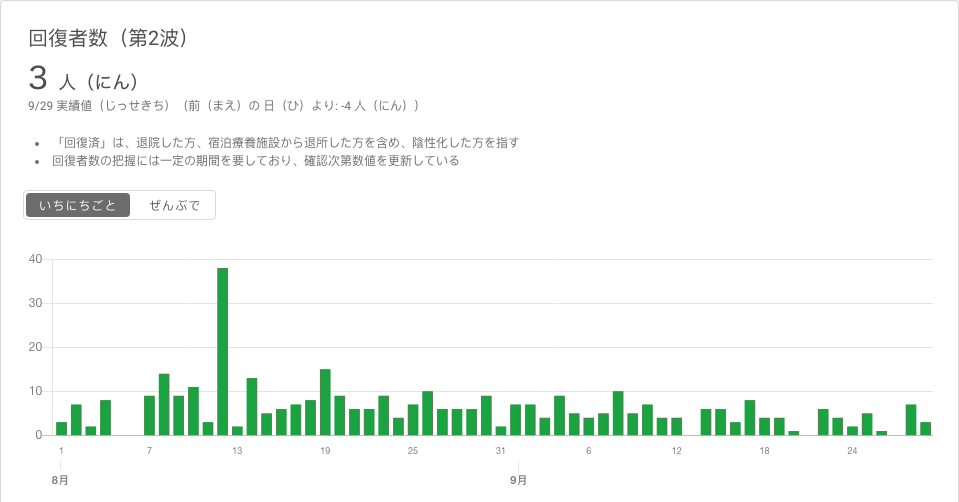 回復者数（第2波）
3 人（にん）
9/29 実績値（じっせきち）（前（まえ）の 日（ひ）より: -4 人（にん））
「回復済」は、退院した方、宿泊療養施設から退所した方を含め、陰性化した方を指す
回復者数の把握には一定の期間を要しており、確認次第数値を更新している
いちにちごと ぜんぶで
40
30
20
10
0
1 7 13 19 25 31 6 12 18 24
8月 9月